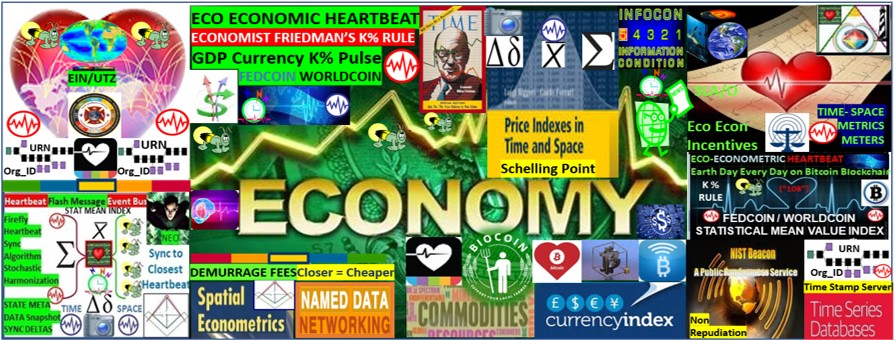 EIN/UTZ
URN
URN
Org_ID
Org_ID
Heartbeat Flash Message Event Bus
STAT MEAN INDEX
Firefly
Heartbeat
Sync
Algorithm
Stochastic
Harmonization
Σ
X
NEO
Sync to
Closest
Heartbeat
N
STATE META
DATA Snapshot
SYNC DELTAS
TIME
Δδ
SPACE
ECO ECONOMIC HEARTBEAT
ECONOMIST FRIEDMAN'S K% RULE
GDP Currency K% Pulse
FEDCOIN WORLDCOIN
TIME
Δδ
X
Σ
Price Indexes in
Time and Space
Schelling Point
INFOCON
5 4 3 2 1
INFORMATION
CONDITION
N
ECONOMY
BIOCOIN
bitcoin
DEMURRAGE FEES Closer = Cheaper
Spatial
Econometrics
NAMED DATA
NETWORKING
COMMODITIES
RESOURCES
£ $ € ¥
currencyindex
Eco Econ
Incentives
TIME- SPACE
METRICS
METERS
ECO-ECONOMETRIC HEARTBEAT
Earth Day Every Day on Bitcoin Blockchain
K %
RULE
("108")
FEDCOIN / WORLDCOIN
STATISTICAL MEAN VALUE INDEX
NIST Beacon
A Public Randomness Service
Non
Repudiation
URN
Org_ID
Time Stamp Server
Time Series
Databases